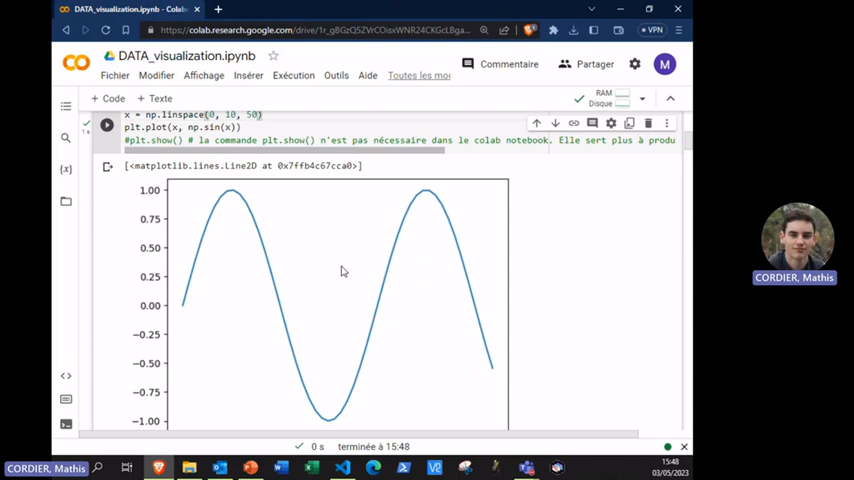 DATA_visualization.ipynb - Colab
https://colab.research.google.com/drive/1r_gBGzQ5ZVrCOisxWNR24CKGcLBga...
VPN
DATA_visualization.ipynb
Fichier Modifier Affichage Insérer Exécution Outils Aide Toutes les mod
Commentaire
Partager
M
+ Code + Texte
RAM
Disque
x = np.linspace(0, 10, 50)
plt.plot(x, np.sin(x))
#plt.show() # la commande plt.show() n'est pas nécessaire dans le colab notebook. Elle sert plus à produ
1 s
{x}
[<matplotlib.lines.Line2D at 0x7ffb4c67cca0>]
1.00
0.75
0.50
0.25
0.00
−0.25
−0.50
−0.75
−1.00
CORDIER, Mathis
0 s terminée à 15:48
CORDIER, Mathis
15:48
03/05/2023